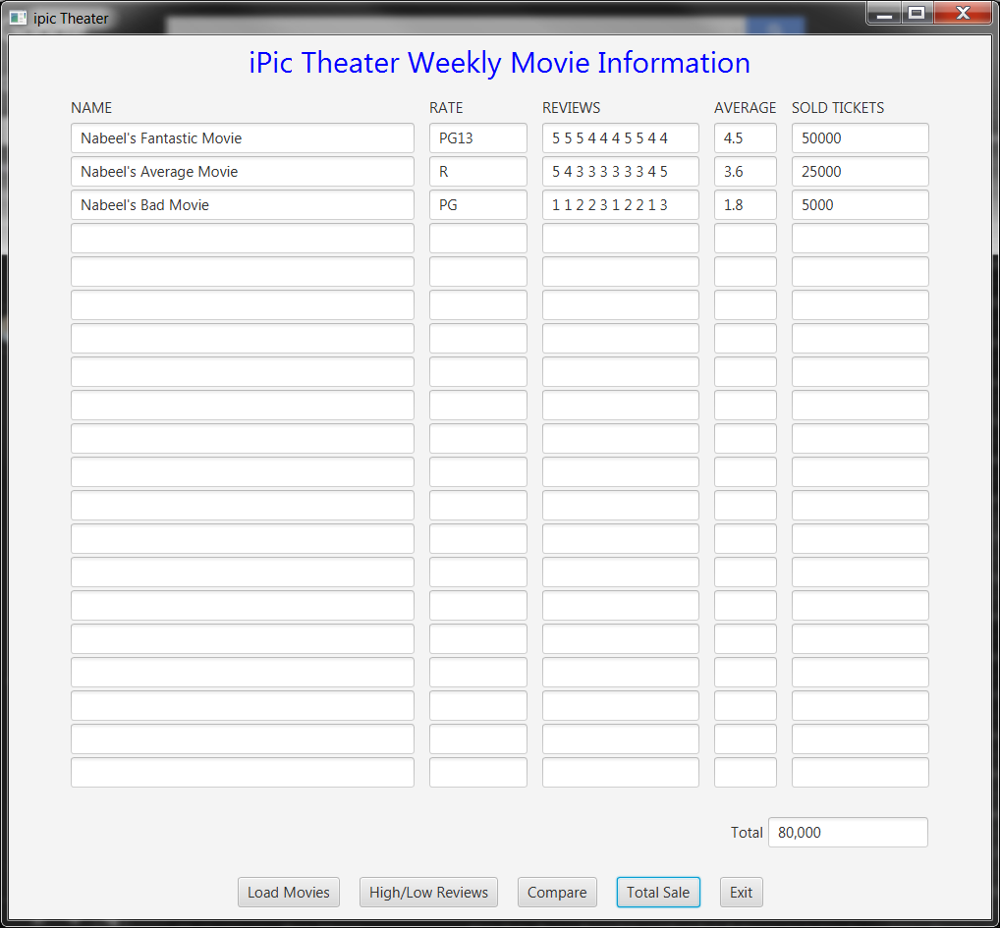 ipic Theater
iPic Theater Weekly Movie Information
NAME RATE REVIEWS AVERAGE SOLD TICKETS
Nabeel's Fantastic Movie PG13 5 5 5 4 4 4 5 5 4 4 4.5 50000
Nabeel's Average Movie R 5 4 3 3 3 3 3 3 4 5 3.6 25000
Nabeel's Bad Movie PG 1 1 2 2 3 1 2 2 1 3 1.8 5000
Total 80,000
Load Movies High/Low Reviews Compare Total Sale Exit